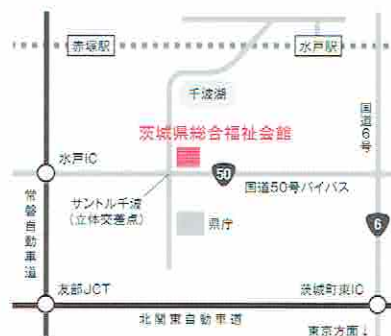 赤塚駅
水戸駅
千波湖
国道6号
茨城県総合福祉会館
水戸IC
50
国道50号バイパス
サントル千波
(立体交差点)
県庁
常磐自動車道
6
友部JCT
茨城町東IC
北関東自動車道
東京方面↓